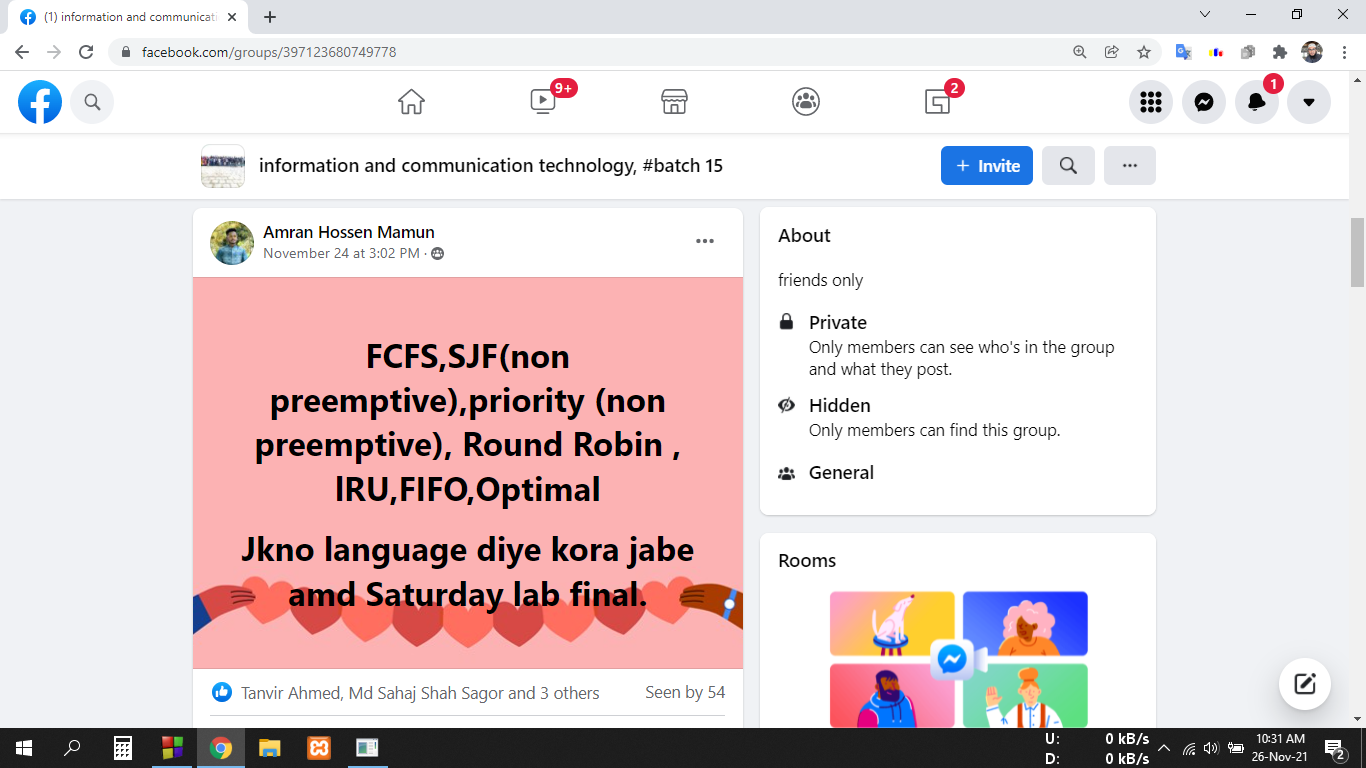 (1) information and communicati
facebook.com/groups/397123680749778
9+
2
1
information and communication technology, #batch 15
+ Invite
Amran Hossen Mamun
November 24 at 3:02 PM ·
FCFS,SJF(non
preemptive),priority (non
preemptive), Round Robin ,
lRU,FIFO,Optimal
Jkno language diye kora jabe
amd Saturday lab final.
Tanvir Ahmed, Md Sahaj Shah Sagor and 3 others
Seen by 54
About
friends only
Private
Only members can see who's in the group
and what they post.
Hidden
Only members can find this group.
General
Rooms
U: 0 kB/s
D: 0 kB/s
10:31 AM
26-Nov-21
2